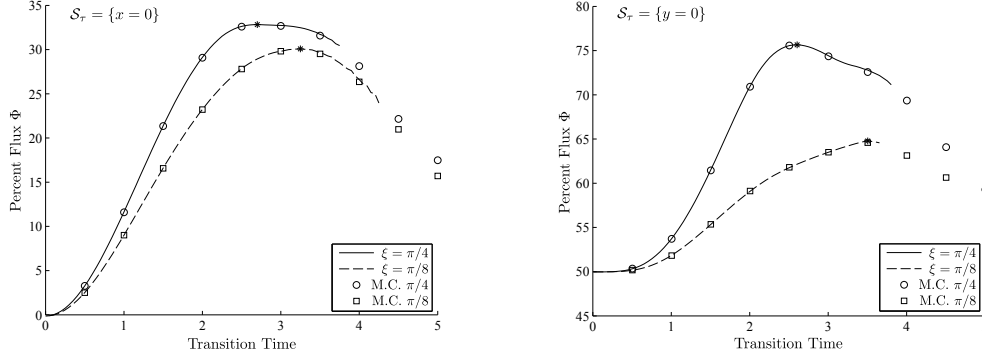 𝒮_τ = {x = 0}
Percent Flux Φ
35
30
25
20
15
10
5
0
0 1 2 3 4 5
Transition Time
ξ = π/4
ξ = π/8
M.C. π/4
M.C. π/8
𝒮_τ = {y = 0}
Percent Flux Φ
80
75
70
65
60
55
50
45
0 1 2 3 4
Transition Time
ξ = π/4
ξ = π/8
M.C. π/4
M.C. π/8